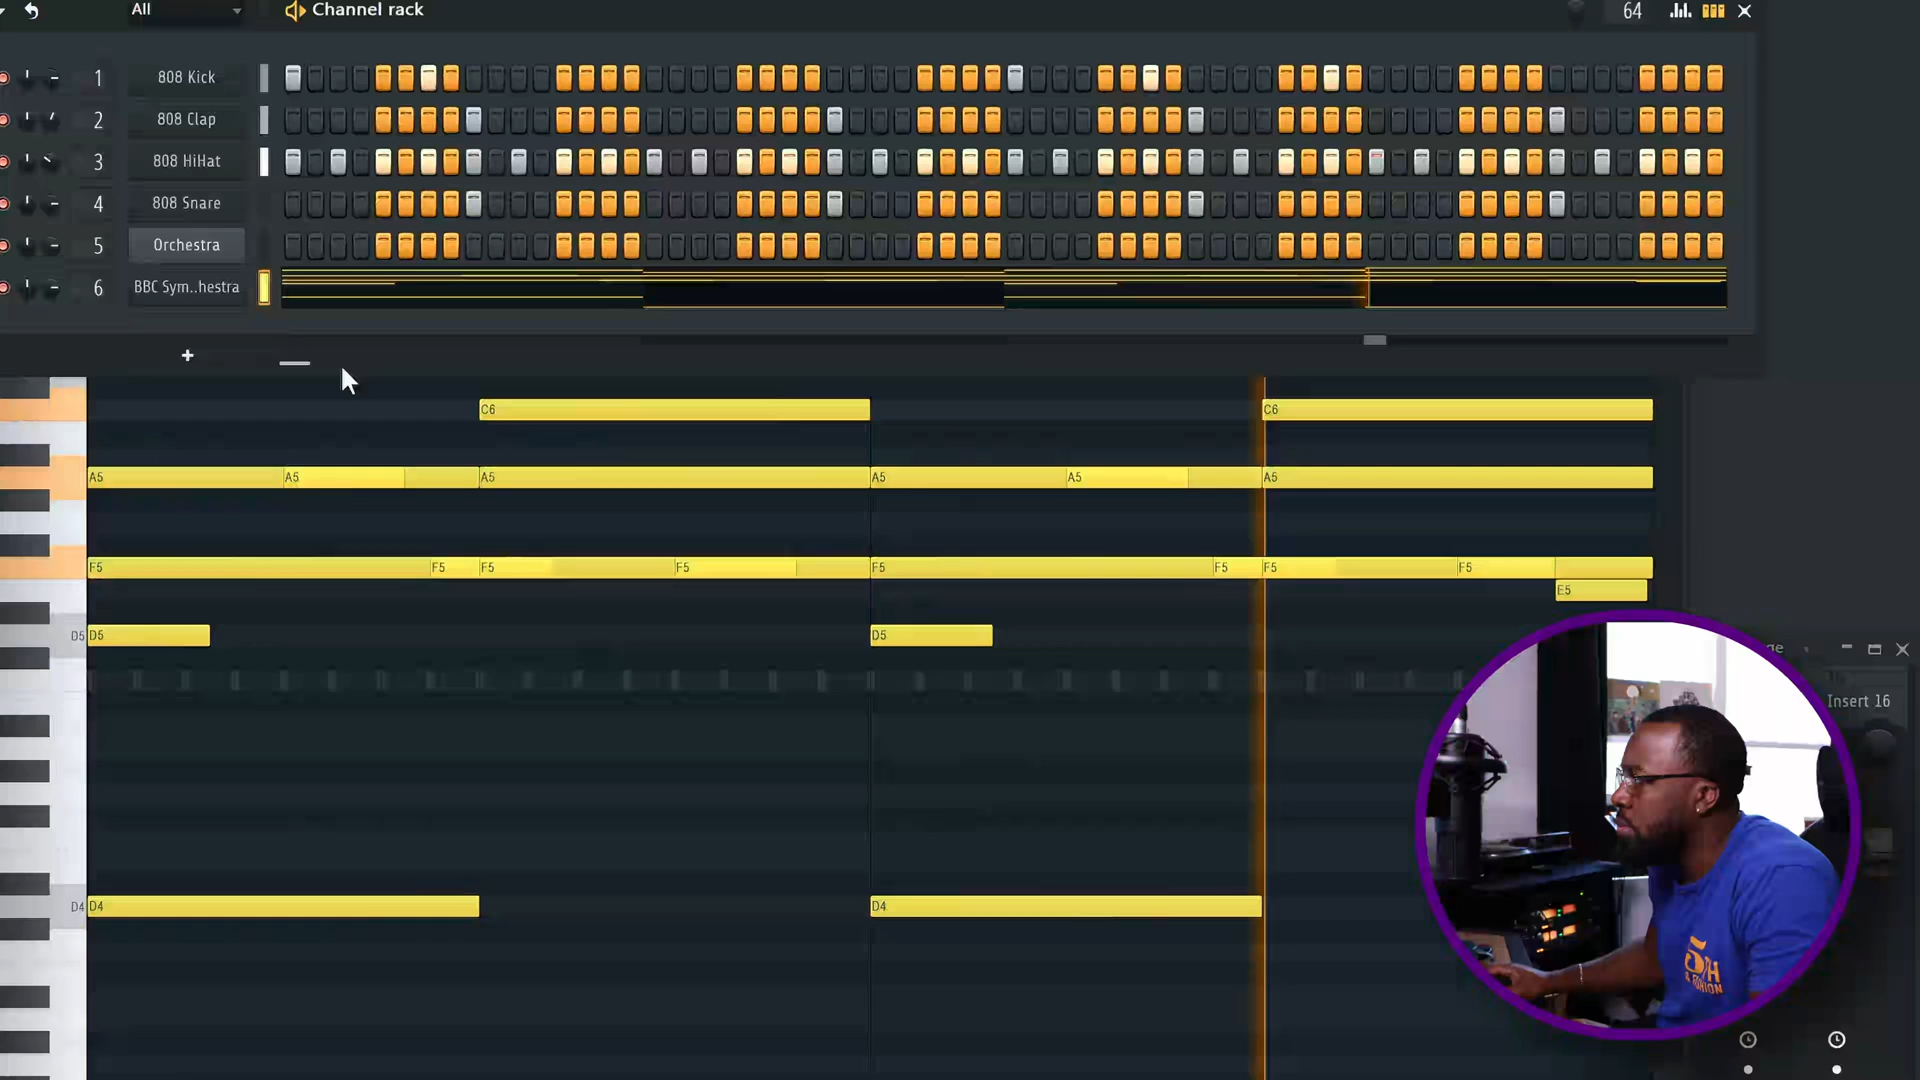 All
Channel rack
64
1 808 Kick
2 808 Clap
3 808 HiHat
4 808 Snare
5 Orchestra
6 BBC Sym..hestra
+
C6 C6
A5 A5 A5 A5 A5 A5
F5 F5 F5 F5 F5 F5 F5 F5
E5
D5 D5 D5
Insert 16
D4 D4 D4
5TH